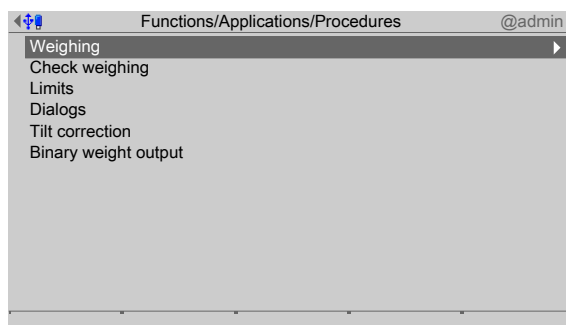 Functions/Applications/Procedures @admin
Weighing
Check weighing
Limits
Dialogs
Tilt correction
Binary weight output